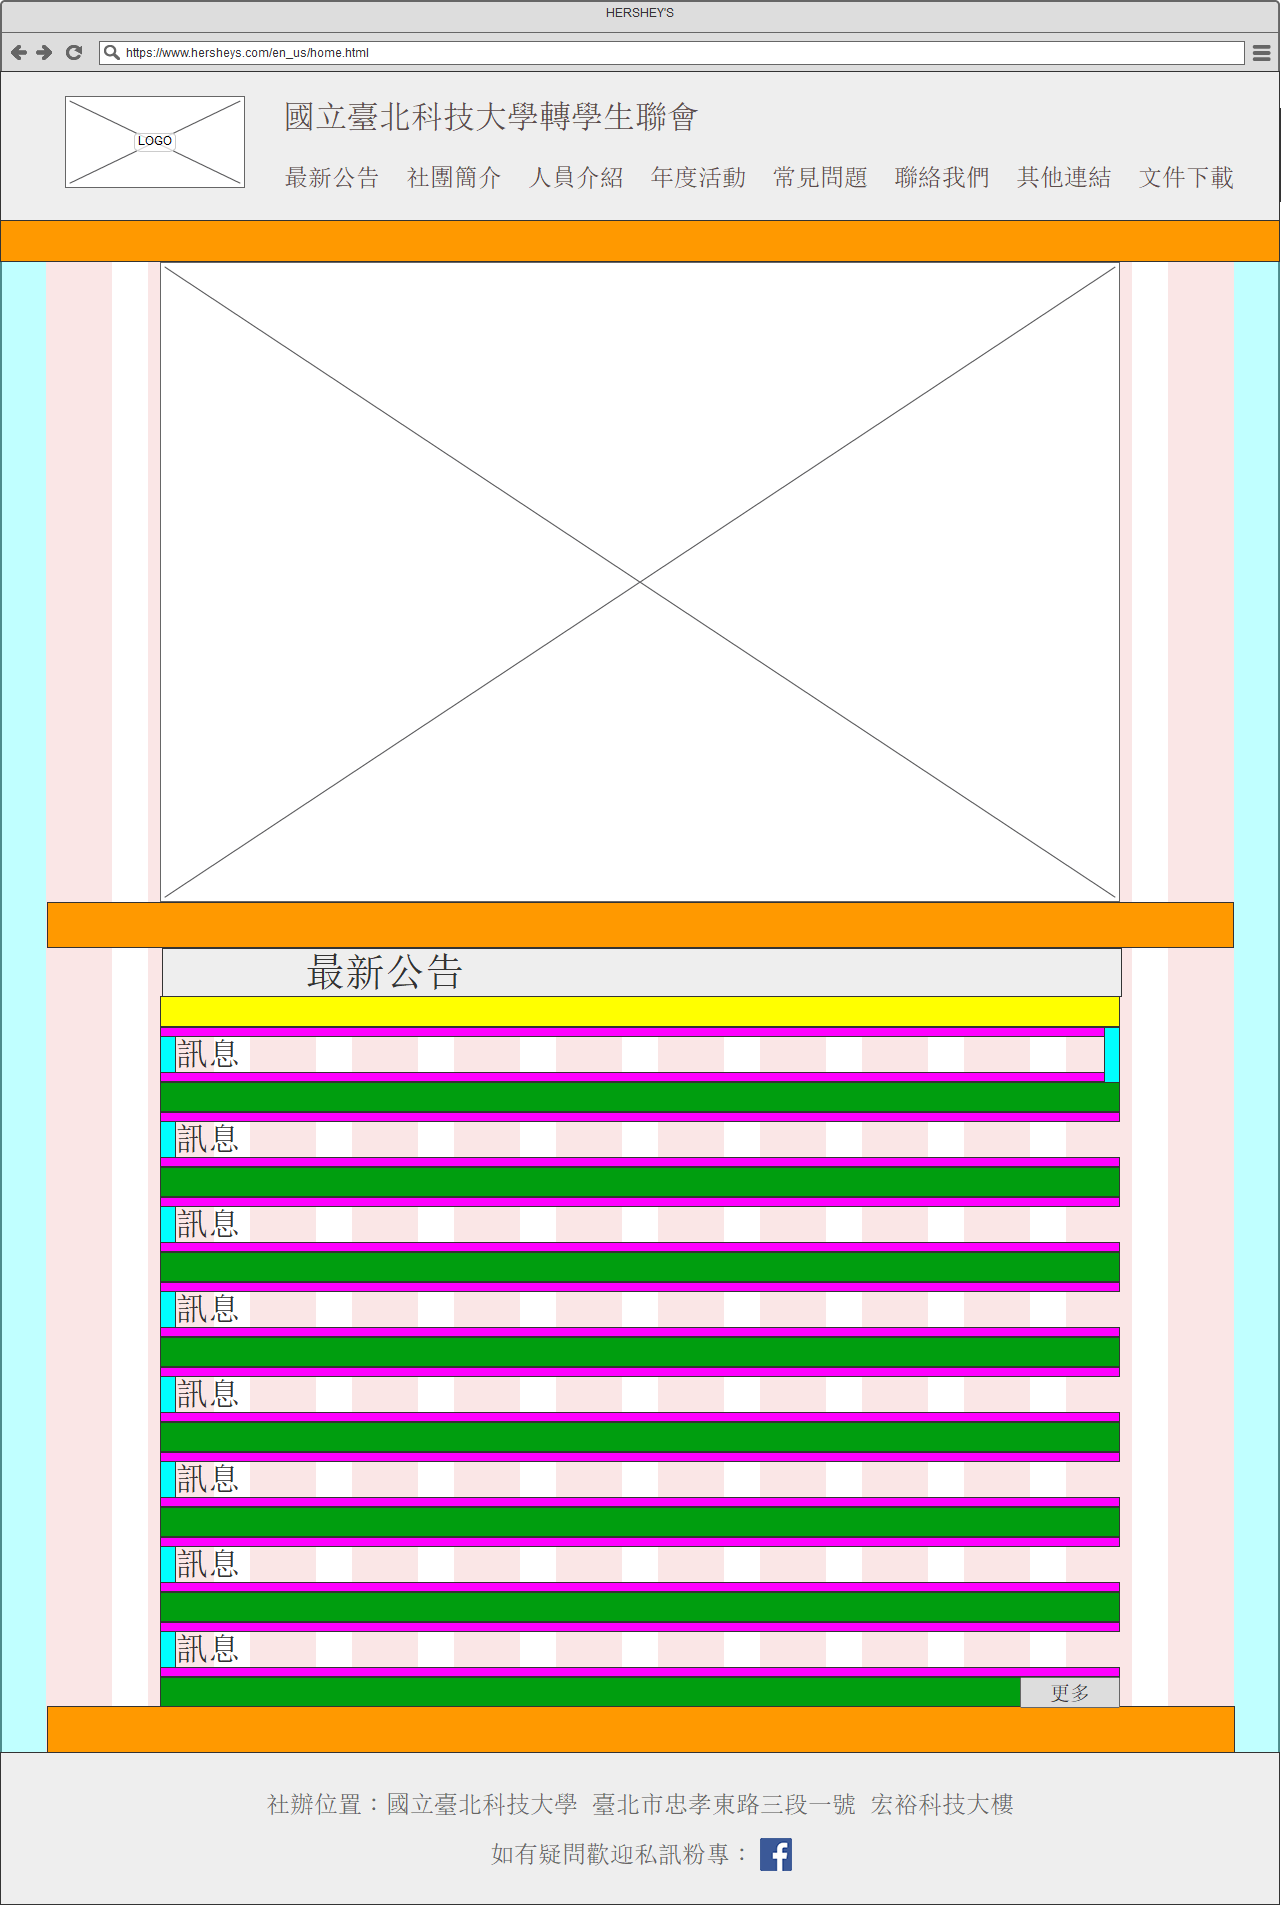 HERSHEY'S
https://www.hersheys.com/en_us/home.html
LOGO
國立臺北科技大學轉學生聯會
最新公告 社團簡介 人員介紹 年度活動 常見問題 聯絡我們 其他連結 文件下載
最新公告
訊息
訊息
訊息
訊息
訊息
訊息
訊息
訊息
更多
社辦位置：國立臺北科技大學 臺北市忠孝東路三段一號 宏裕科技大樓
如有疑問歡迎私訊粉專：